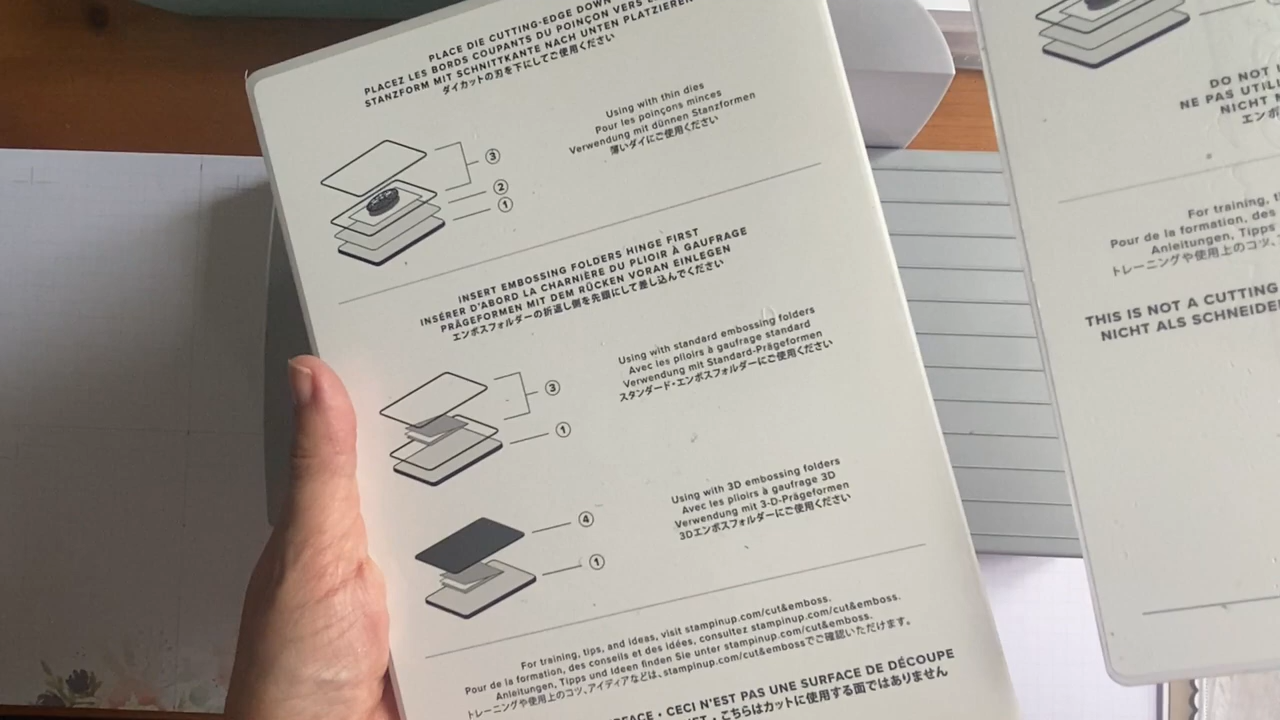 PLACE DIE CUTTING-EDGE DOWN
PLACEZ LES BORDS COUPANTS DU POINÇON VERS
STANZFORM MIT SCHNITTKANTE NACH UNTEN PLATZIEREN
ダイカットの刃を下にしてご使用ください
Using with thin dies
Pour les poinçons minces
Verwendung mit dünnen Stanzformen
薄いダイにご使用ください
3
2
1
INSERT EMBOSSING FOLDERS HINGE FIRST
INSÉRER D'ABORD LA CHARNIÈRE DU PLIOIR À GAUFRAGE
PRÄGEFORMEN MIT DEM RÜCKEN VORAN EINLEGEN
エンボスフォルダーの折返し側を先頭にして差し込んでください
Using with standard embossing folders
Avec les plioirs à gaufrage standard
Verwendung mit Standard-Prägeformen
スタンダード・エンボスフォルダーにご使用ください
3
1
Using with 3D embossing folders
Avec les plioirs à gaufrage 3D
Verwendung mit 3-D-Prägeformen
3Dエンボスフォルダーにご使用ください
4
1
For training, tips, and ideas, visit stampinup.com/cut&emboss.
Pour de la formation, des conseils et des idées, consultez stampinup.com/cut&emboss.
Anleitungen, Tipps und Ideen finden Sie unter stampinup.com/cut&emboss.
トレーニングや使用上のコツ、アイディアなどは、stampinup.com/cut&embossでご確認いただけます。
• CECI N'EST PAS UNE SURFACE DE DÉCOUPE
• こちらはカットに使用する面ではありません
DO NOT
NE PAS
NICHT
For training,
Pour de la formation, des
Anleitungen, Tipps
トレーニングや使用上のコツ、
THIS IS NOT A CUTTING
NICHT ALS